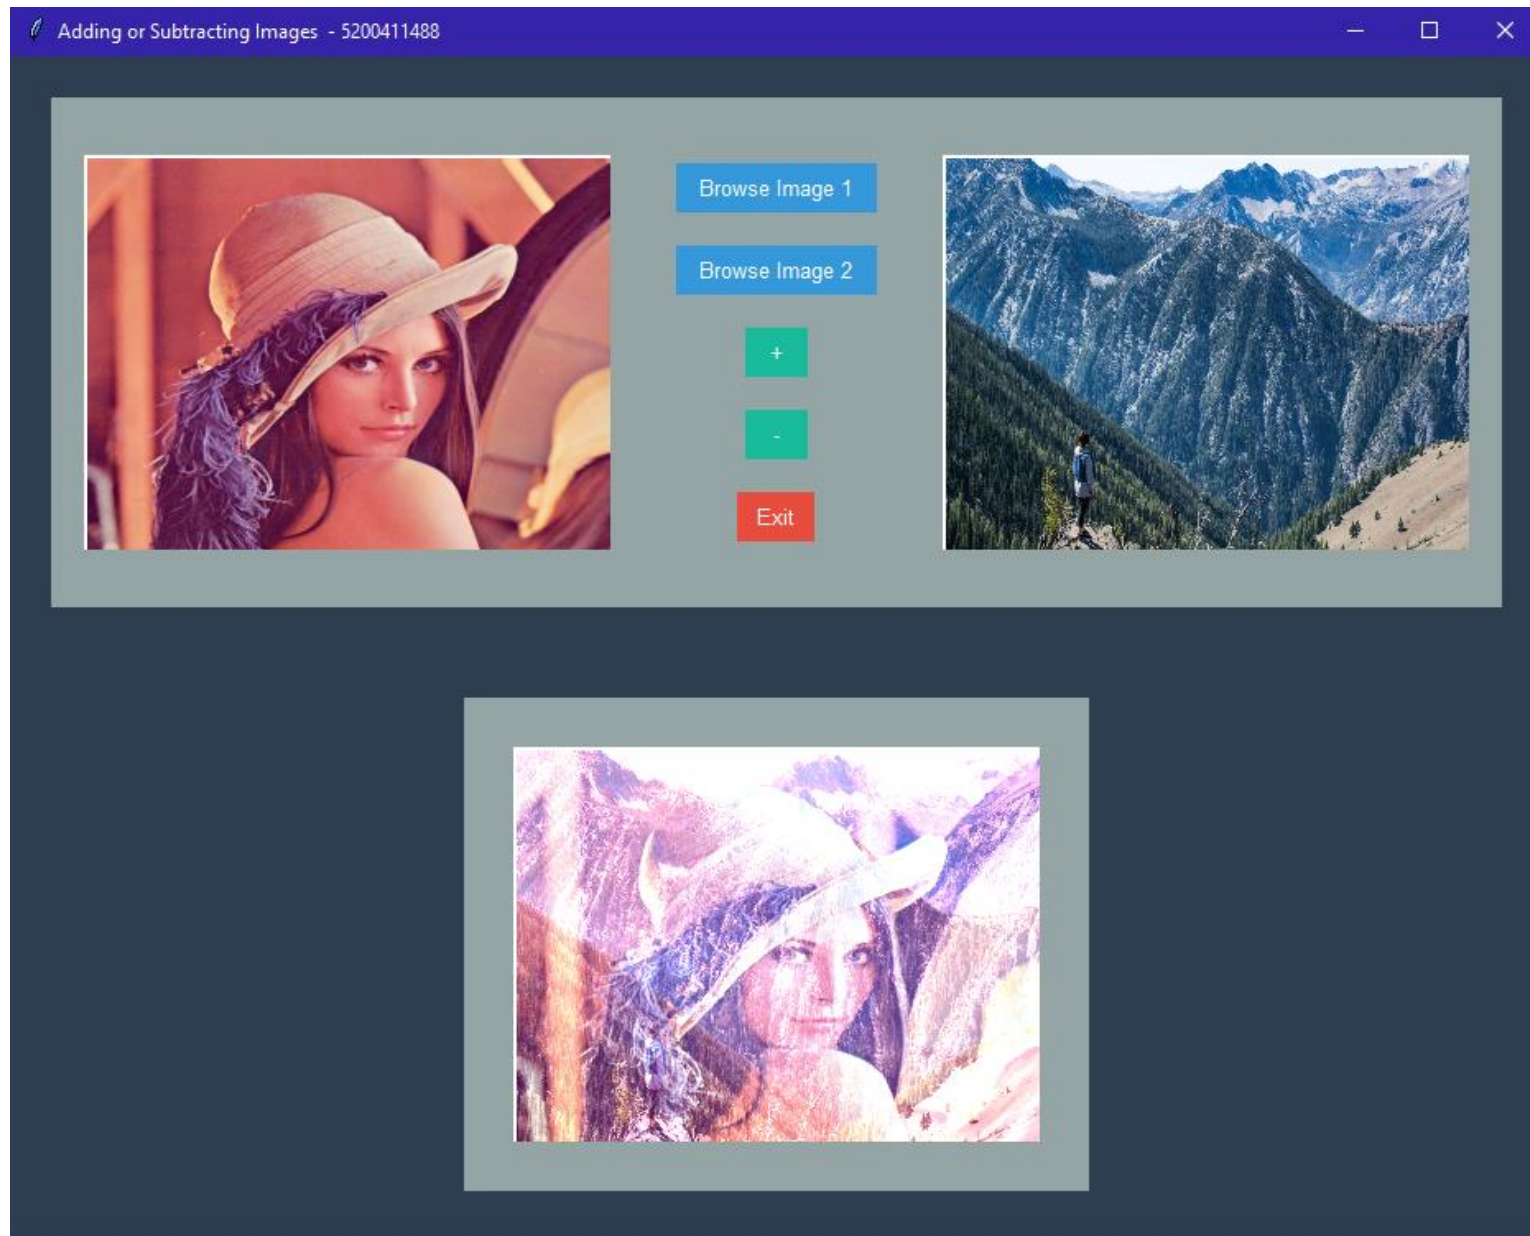 Adding or Subtracting Images  - 5200411488
Browse Image 1
Browse Image 2
+
-
Exit